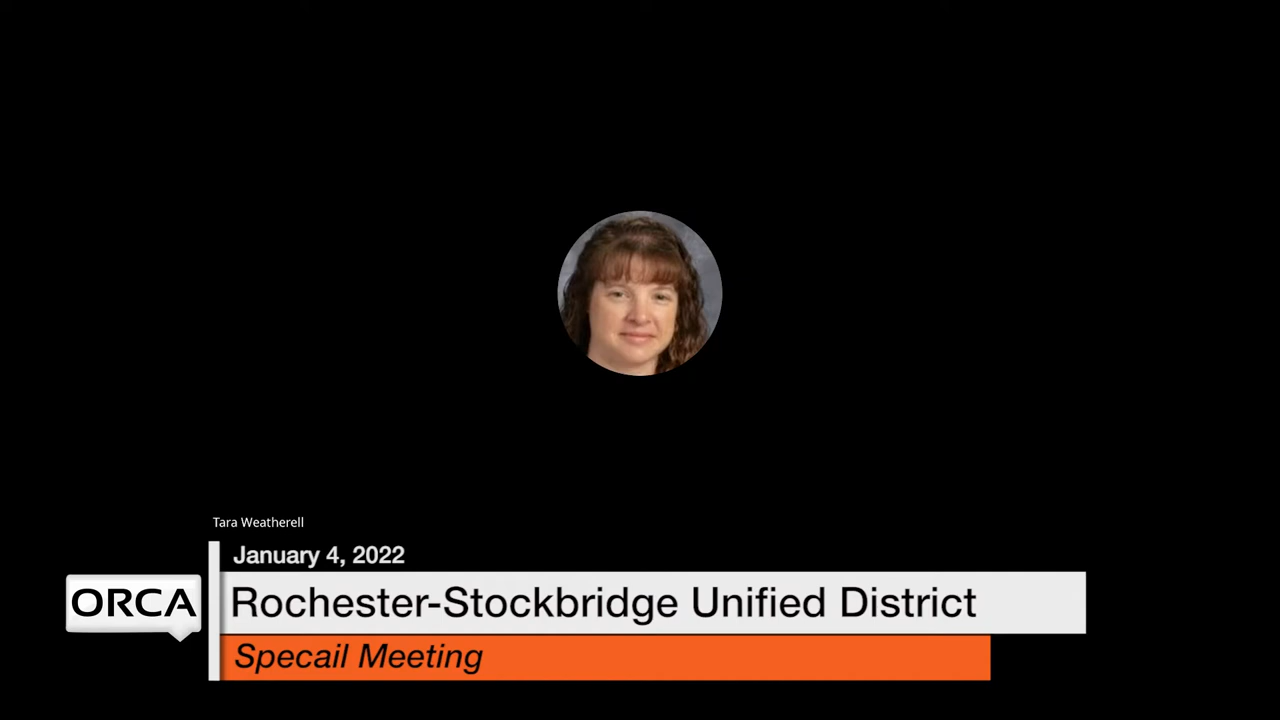 Tara Weatherell
January 4, 2022
ORCA
Rochester-Stockbridge Unified District
Specail Meeting